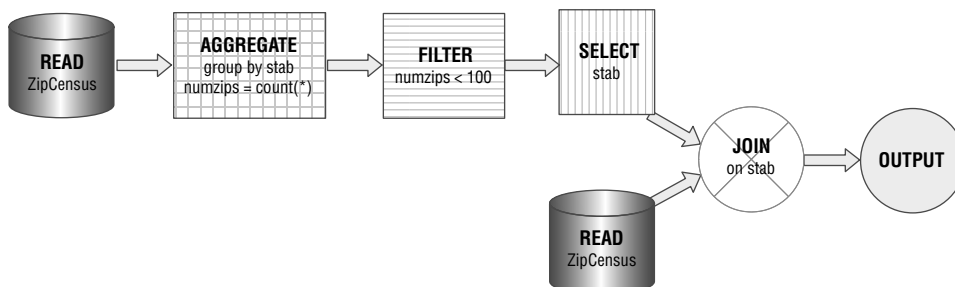 READ
ZipCensus
AGGREGATE
group by stab
numzips = count(*)
FILTER
numzips < 100
SELECT
stab
JOIN
on stab
OUTPUT
READ
ZipCensus